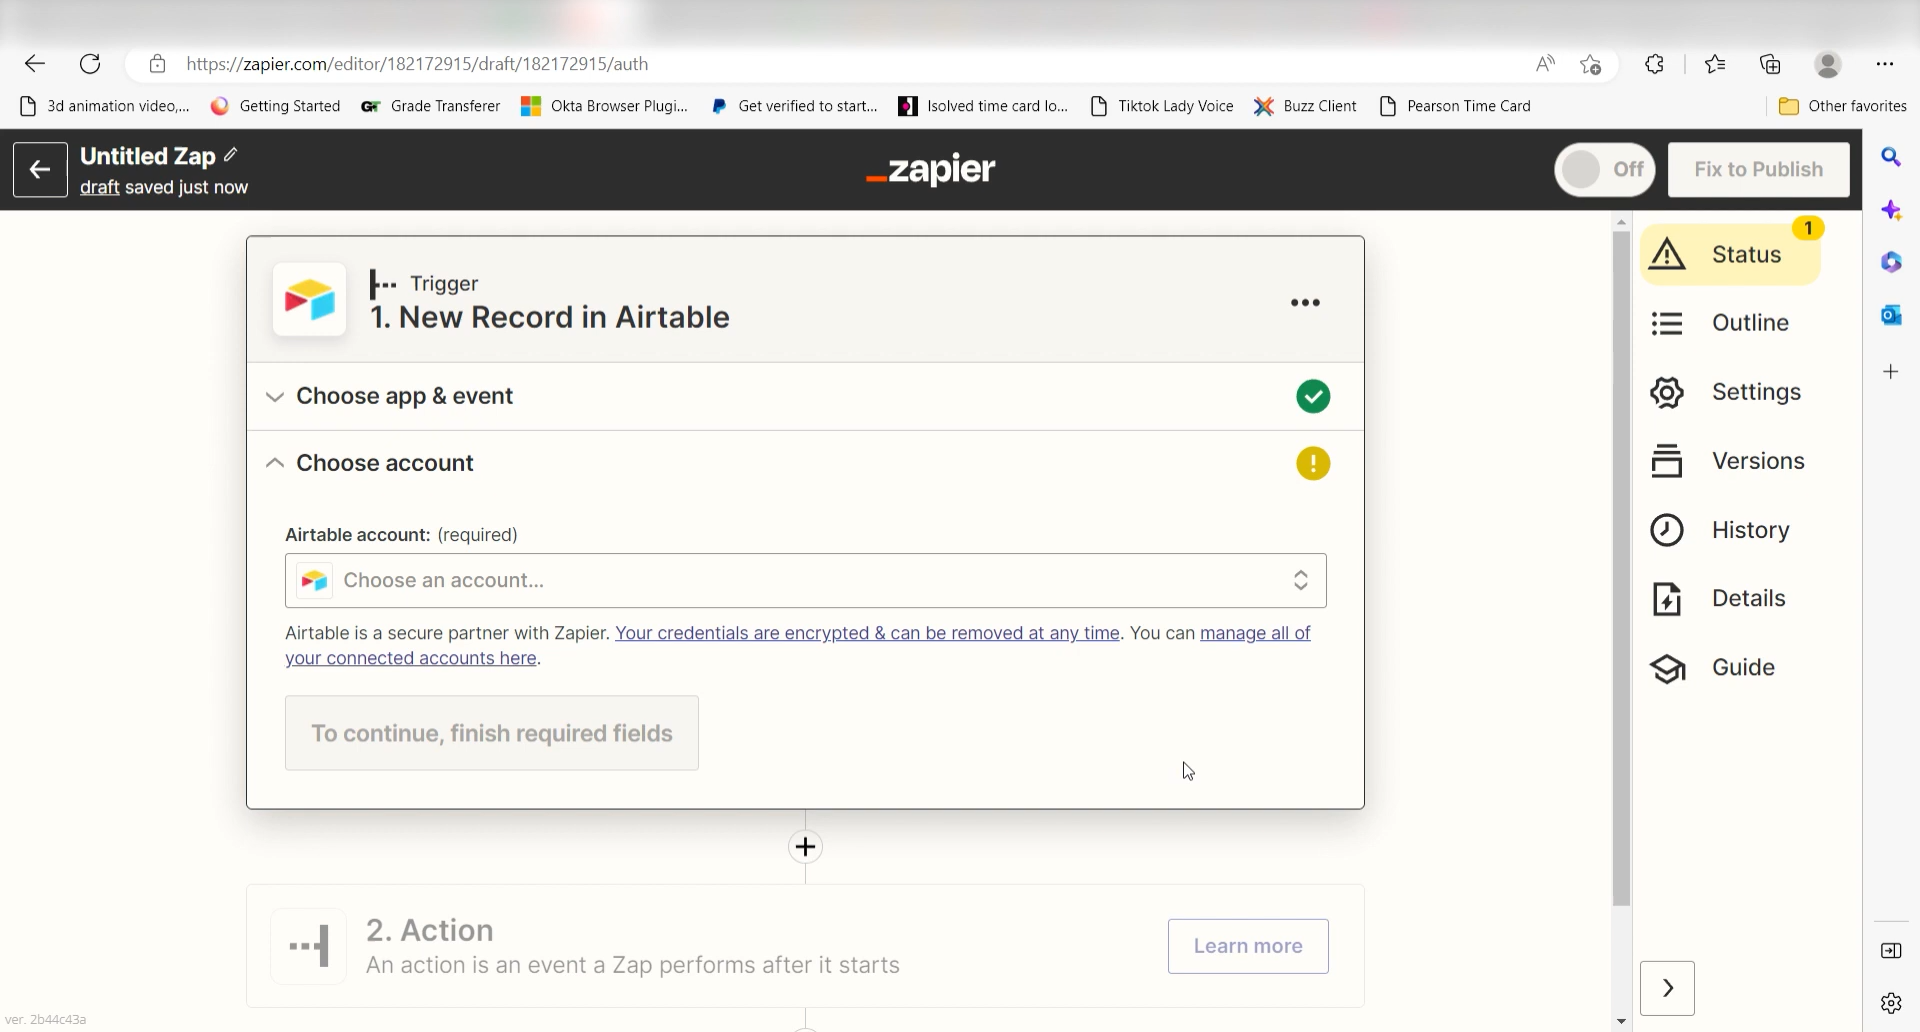 https://zapier.com/editor/182172915/draft/182172915/auth
3d animation video,... Getting Started GT Grade Transferer Okta Browser Plugi... Get verified to start... Isolved time card lo... Tiktok Lady Voice Buzz Client Pearson Time Card Other favorites
Untitled Zap
draft saved just now
zapier
Off
Fix to Publish
Trigger
1. New Record in Airtable
Choose app & event
Choose account
Airtable account: (required)
Choose an account...
Airtable is a secure partner with Zapier. Your credentials are encrypted & can be removed at any time. You can manage all of
your connected accounts here.
To continue, finish required fields
2. Action
An action is an event a Zap performs after it starts
Learn more
1
Status
Outline
Settings
Versions
History
Details
Guide
ver. 2b44c43a